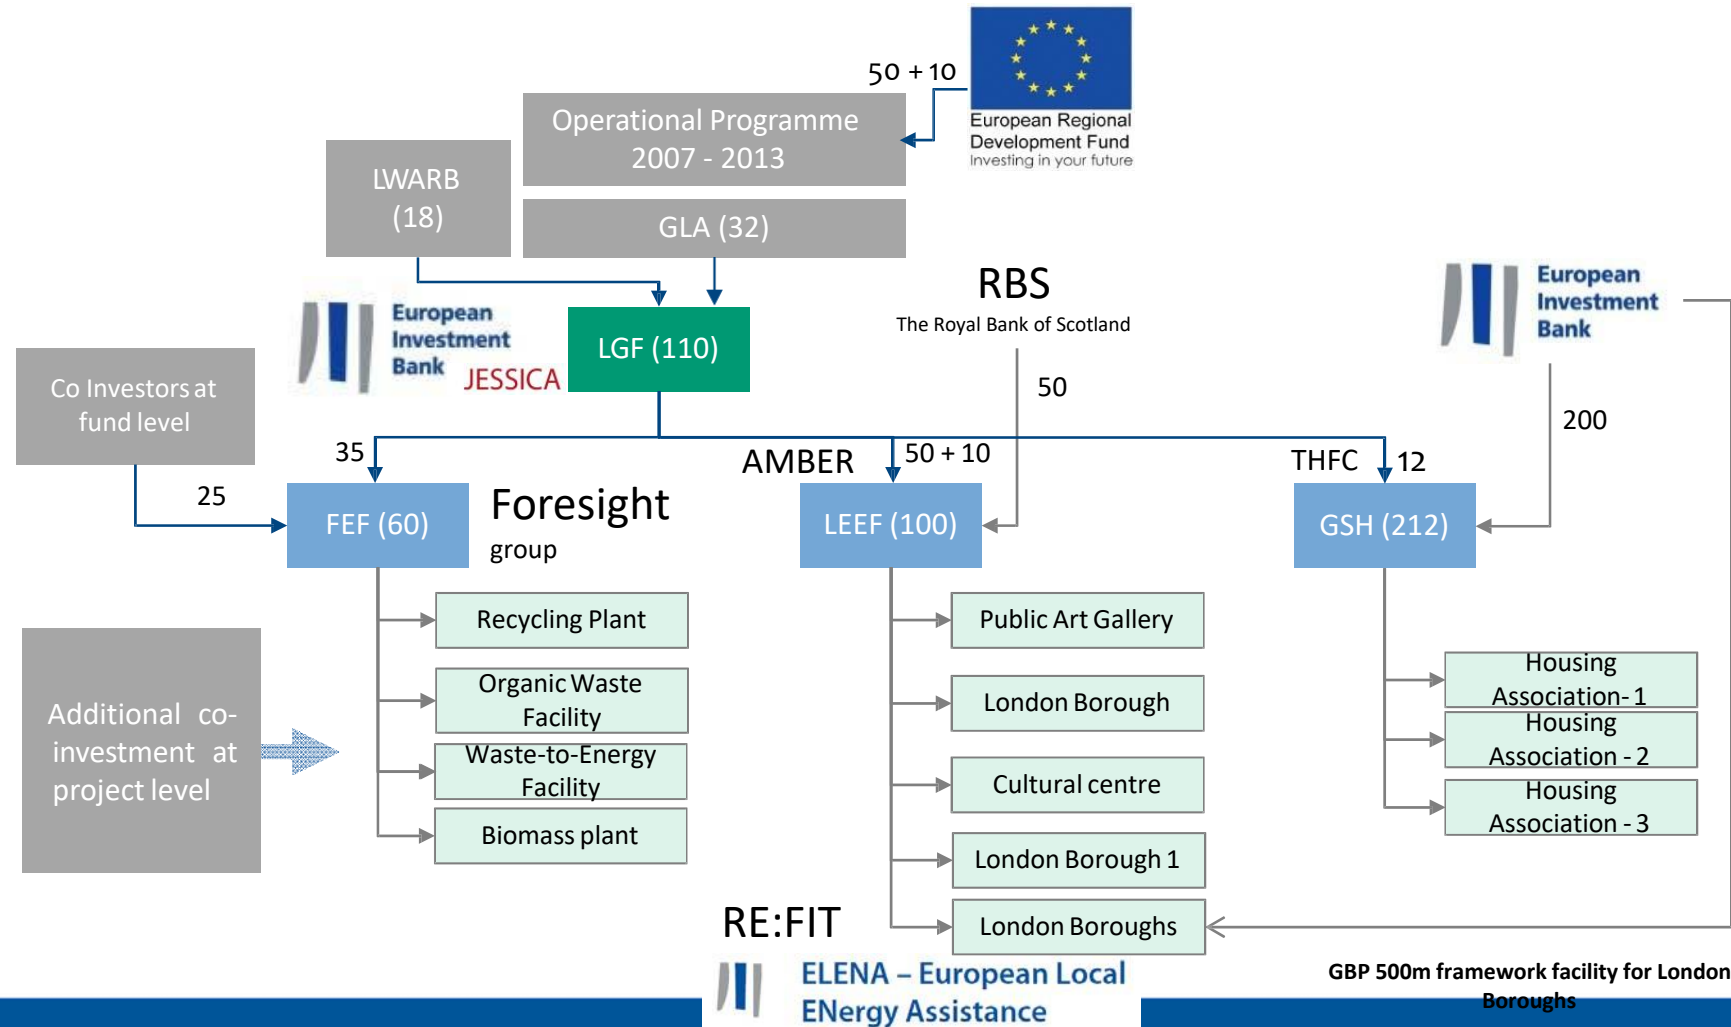 50 + 10
European Regional
Development Fund
Investing in your future
Operational Programme
2007 - 2013
LWARB
(18)
GLA (32)
RBS
The Royal Bank of Scotland
European
Investment
Bank
European
Investment
Bank
JESSICA
LGF (110)
Co Investors at
fund level
50
200
35
AMBER
50 + 10
THFC
12
25
FEF (60)
Foresight
group
LEEF (100)
GSH (212)
Recycling Plant
Organic Waste
Facility
Waste-to-Energy
Facility
Biomass plant
Public Art Gallery
London Borough
Cultural centre
London Borough 1
London Boroughs
Housing
Association- 1
Housing
Association - 2
Housing
Association - 3
Additional co-
investment at
project level
RE:FIT
ELENA – European Local
ENergy Assistance
GBP 500m framework facility for London
Boroughs